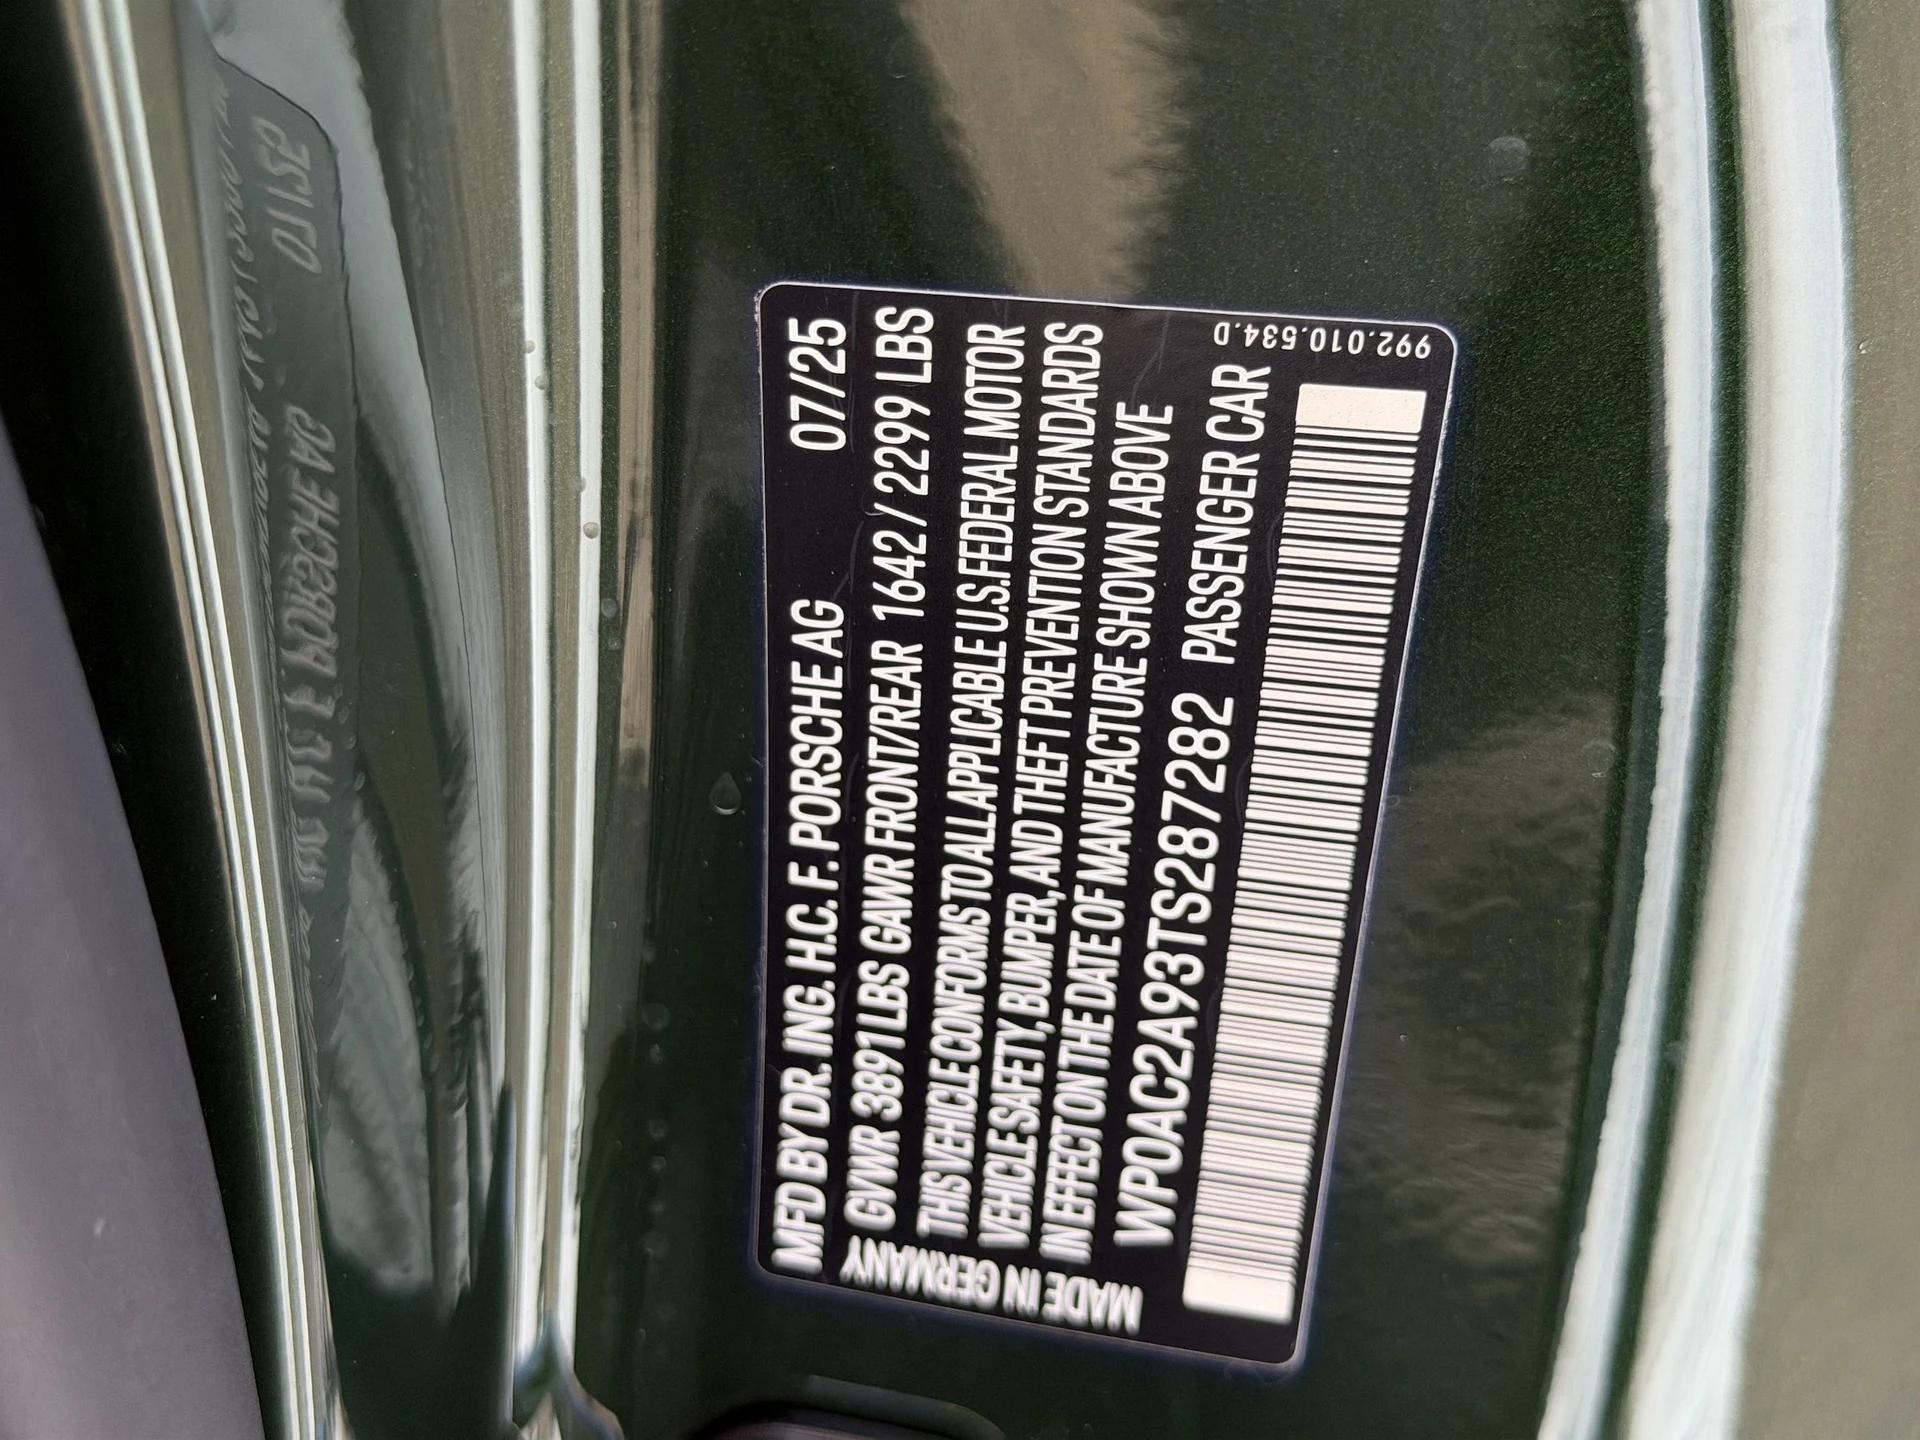 MFD BY DR. ING. H.C. F. PORSCHE AG 07/25
GVWR 3891 LBS GAWR FRONT/REAR 1642 / 2299 LBS
THIS VEHICLE CONFORMS TO ALL APPLICABLE U.S. FEDERAL MOTOR
VEHICLE SAFETY, BUMPER, AND THEFT PREVENTION STANDARDS
IN EFFECT ON THE DATE OF MANUFACTURE SHOWN ABOVE
WP0AC2A93TS287282 PASSENGER CAR
MADE IN GERMANY
992.010.534.D